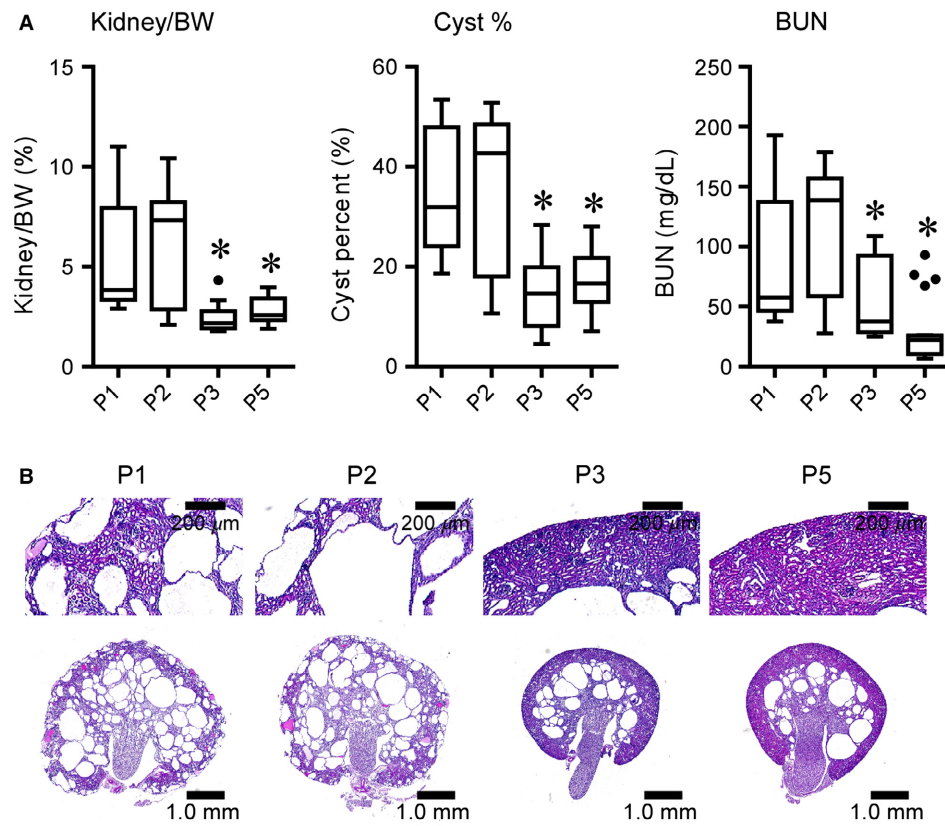 A Kidney/BW Cyst % BUN
Kidney/BW (%)
15
10
5
0
P1 P2 P3 P5
* *
Cyst percent (%)
60
40
20
0
P1 P2 P3 P5
* *
BUN (mg/dL)
250
200
150
100
50
0
P1 P2 P3 P5
* *
B P1 P2 P3 P5
200 µm 200 µm 200 µm 200 µm
1.0 mm 1.0 mm 1.0 mm 1.0 mm